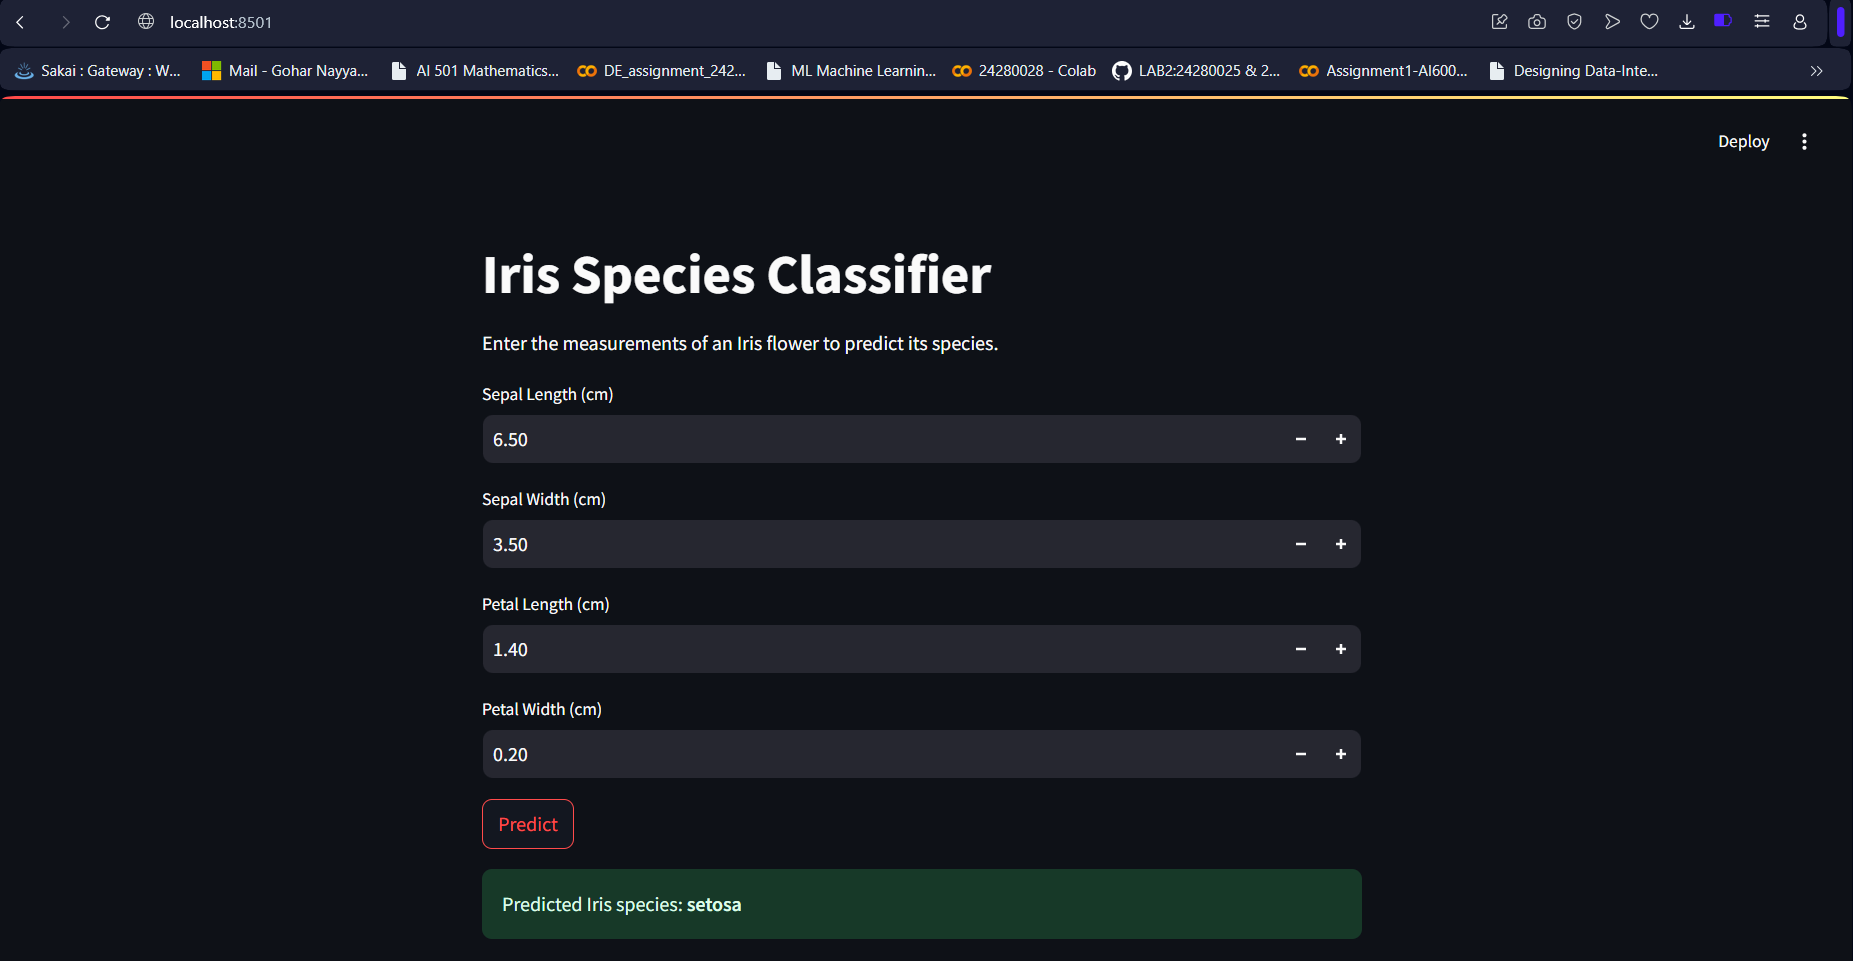 localhost:8501
Sakai : Gateway : W... Mail - Gohar Nayya... AI 501 Mathematics... DE_assignment_242... ML Machine Learnin... 24280028 - Colab LAB2:24280025 & 2... Assignment1-AI600... Designing Data-Inte...
Deploy
Iris Species Classifier
Enter the measurements of an Iris flower to predict its species.
Sepal Length (cm)
6.50
Sepal Width (cm)
3.50
Petal Length (cm)
1.40
Petal Width (cm)
0.20
Predict
Predicted Iris species: setosa